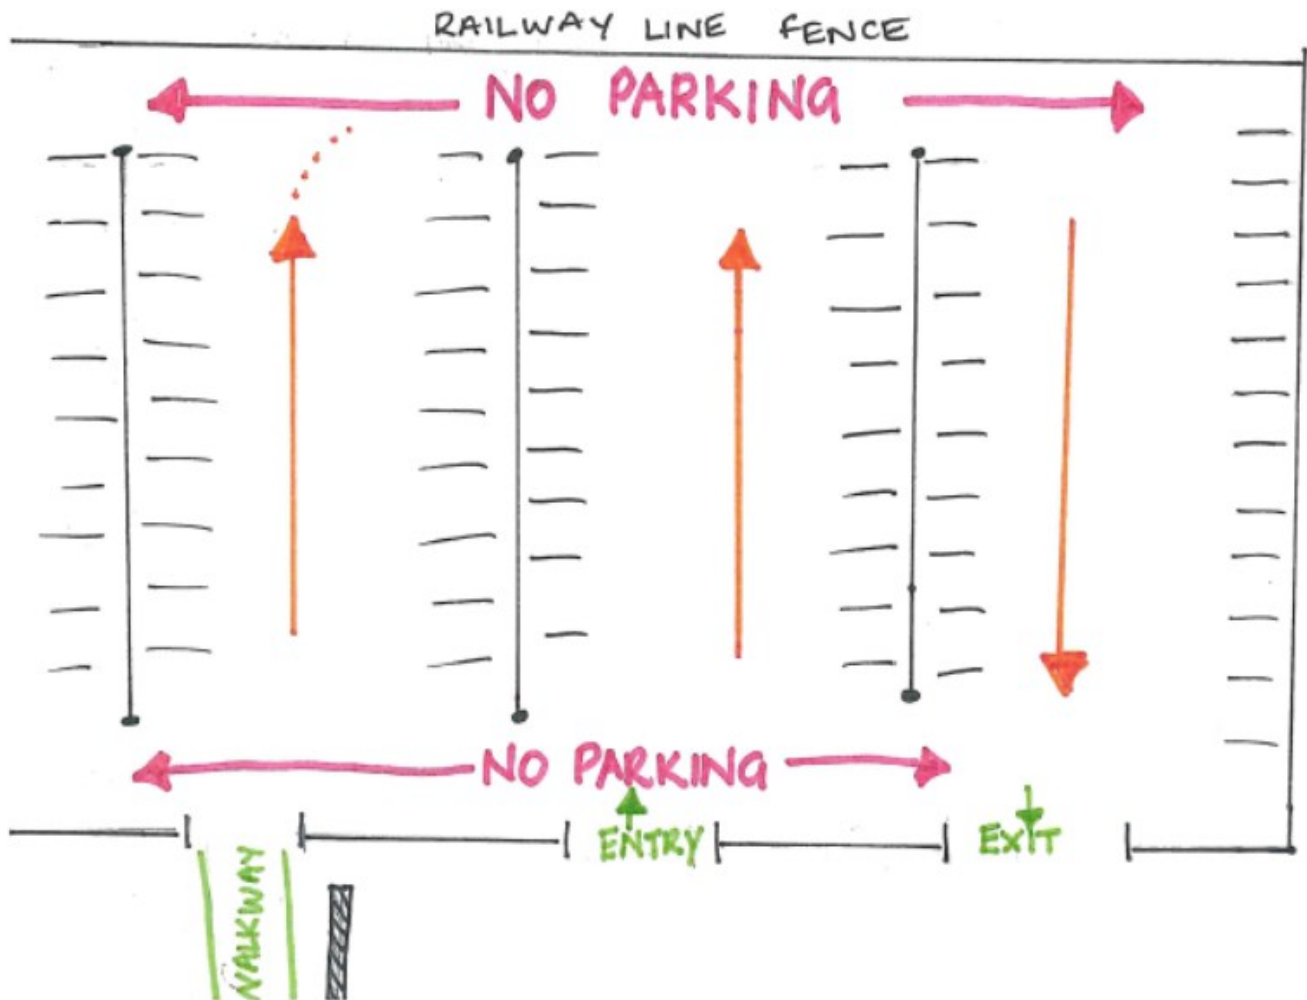 RAILWAY LINE FENCE
NO PARKING
NO PARKING
ENTRY
EXIT
WALKWAY